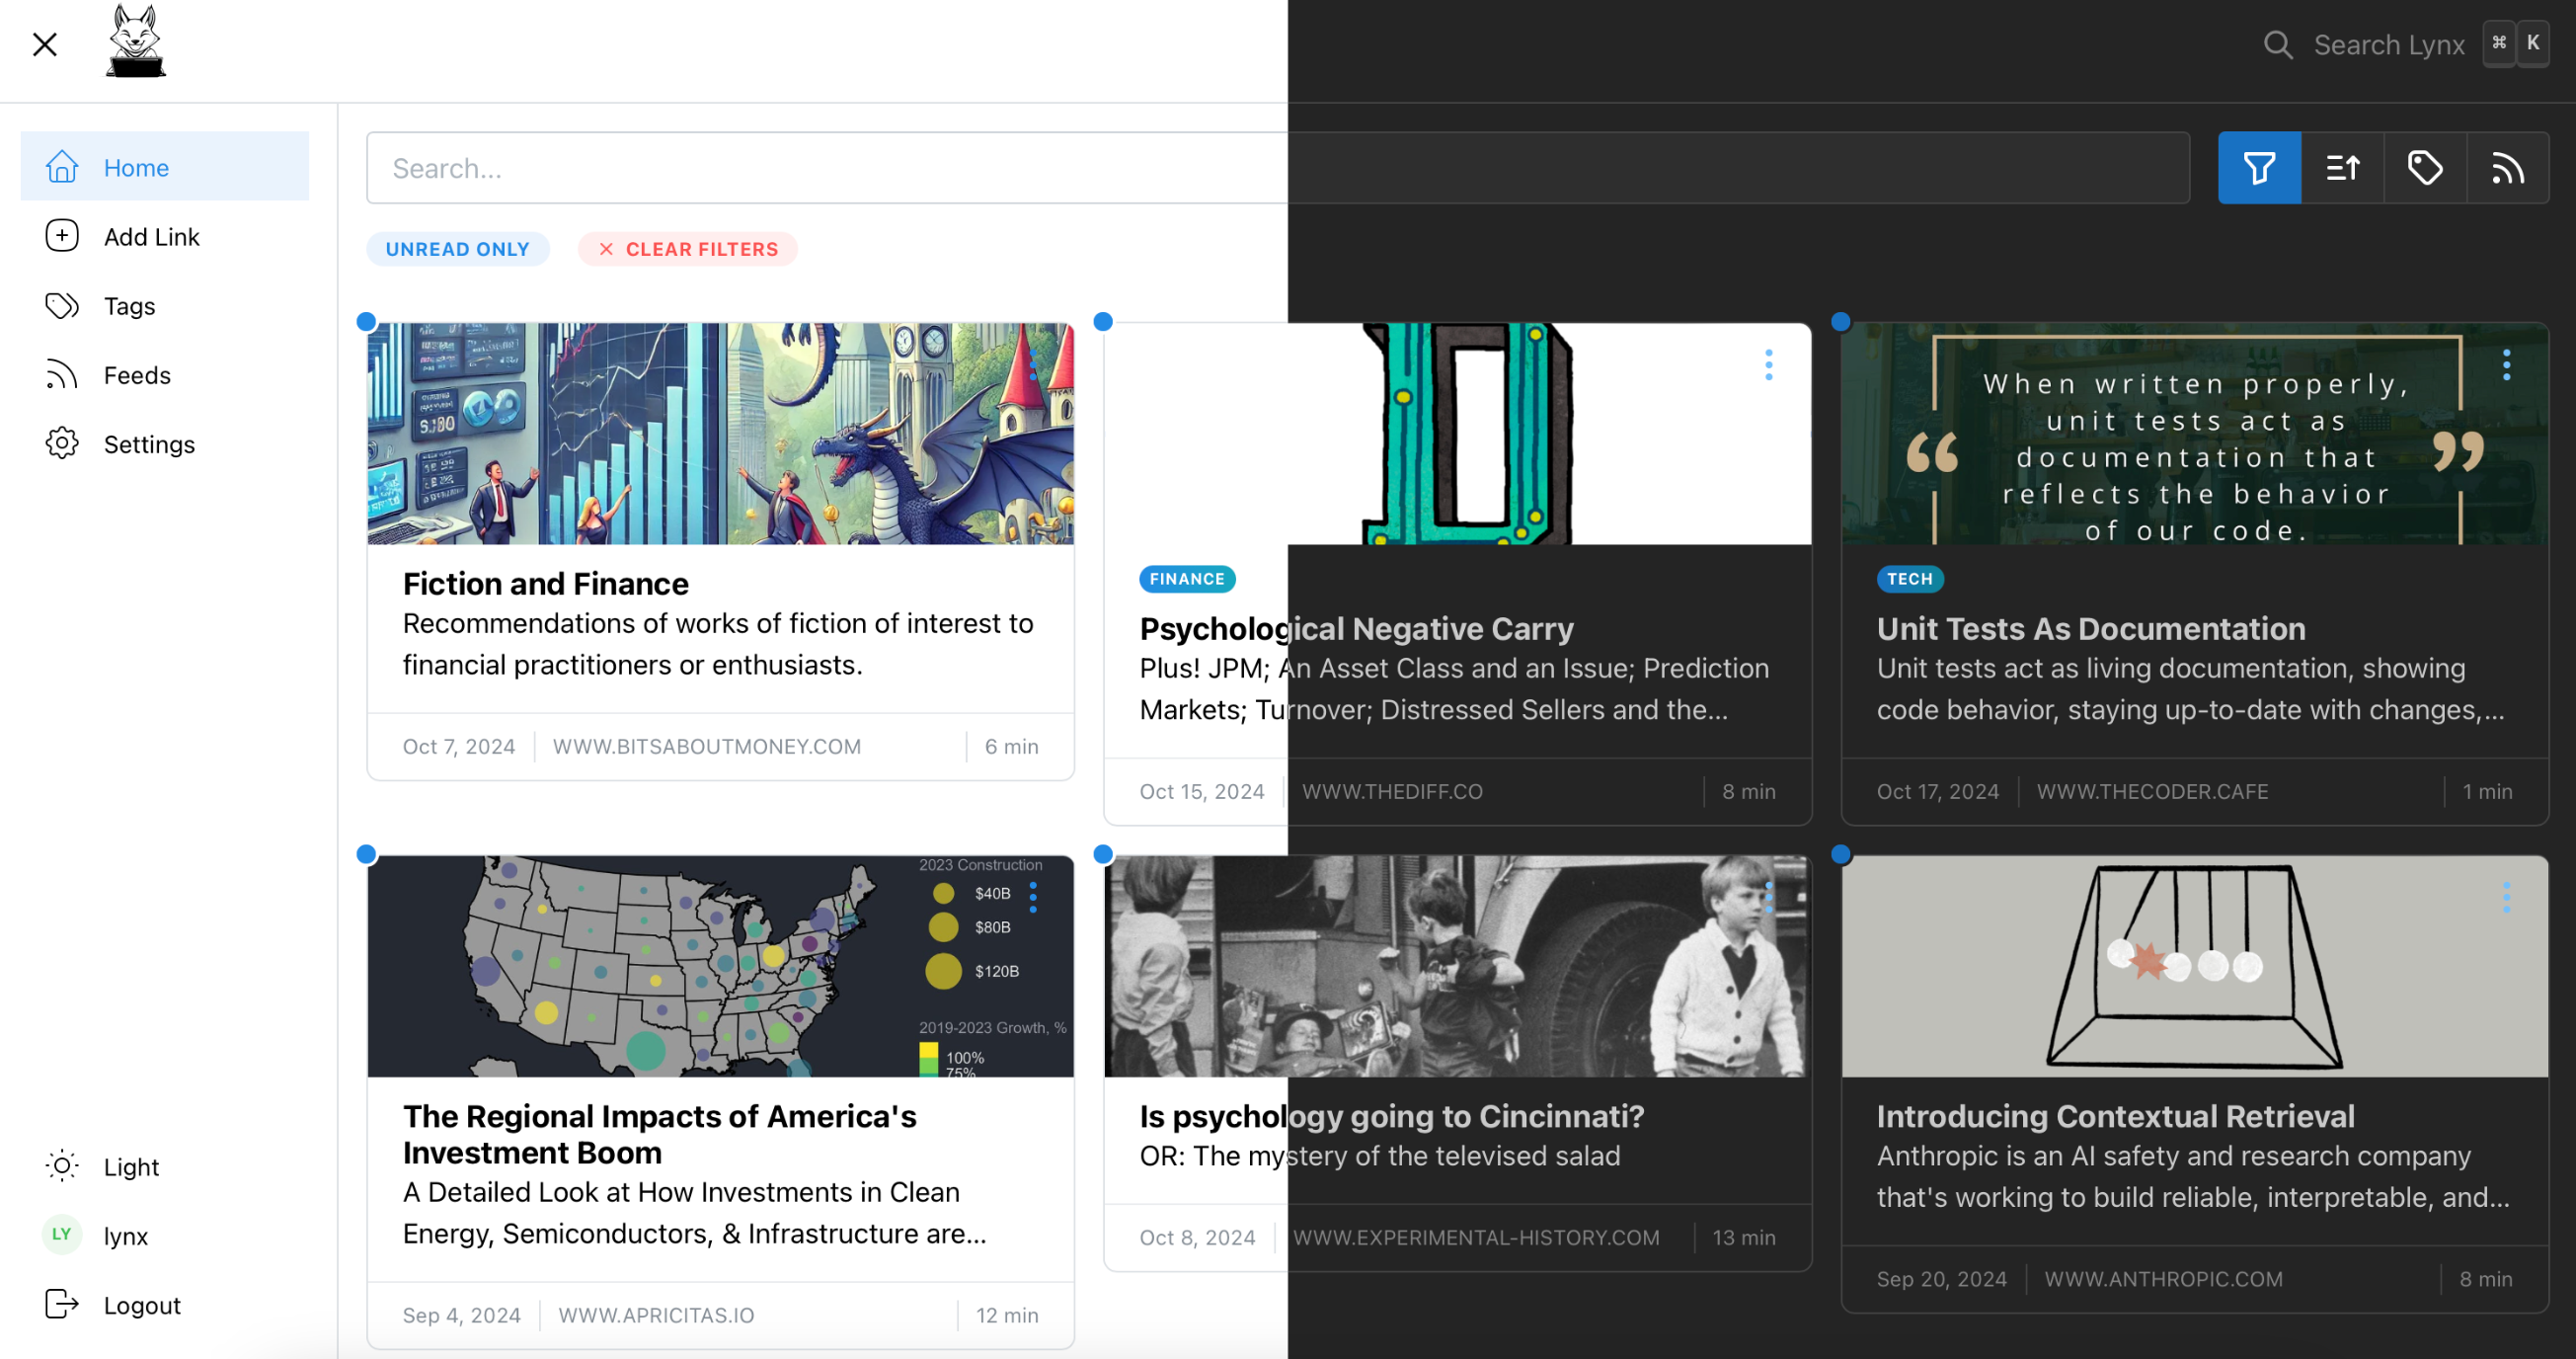 Search Lynx ⌘ K
Home
Add Link
Tags
Feeds
Settings
Light
LY lynx
Logout
Search...
UNREAD ONLY
CLEAR FILTERS
Fiction and Finance
Recommendations of works of fiction of interest to
financial practitioners or enthusiasts.
Oct 7, 2024 WWW.BITSABOUTMONEY.COM 6 min
FINANCE
Psychological Negative Carry
Plus! JPM; An Asset Class and an Issue; Prediction
Markets; Turnover; Distressed Sellers and the...
Oct 15, 2024 WWW.THEDIFF.CO 8 min
When written properly,
unit tests act as
documentation that
reflects the behavior
of our code.
TECH
Unit Tests As Documentation
Unit tests act as living documentation, showing
code behavior, staying up-to-date with changes,...
Oct 17, 2024 WWW.THECODER.CAFE 1 min
2023 Construction
$40B
$80B
$120B
2019-2023 Growth, %
100%
75%
The Regional Impacts of America's
Investment Boom
A Detailed Look at How Investments in Clean
Energy, Semiconductors, & Infrastructure are...
Sep 4, 2024 WWW.APRICITAS.IO 12 min
Is psychology going to Cincinnati?
OR: The mystery of the televised salad
Oct 8, 2024 WWW.EXPERIMENTAL-HISTORY.COM 13 min
Introducing Contextual Retrieval
Anthropic is an AI safety and research company
that's working to build reliable, interpretable, and...
Sep 20, 2024 WWW.ANTHROPIC.COM 8 min